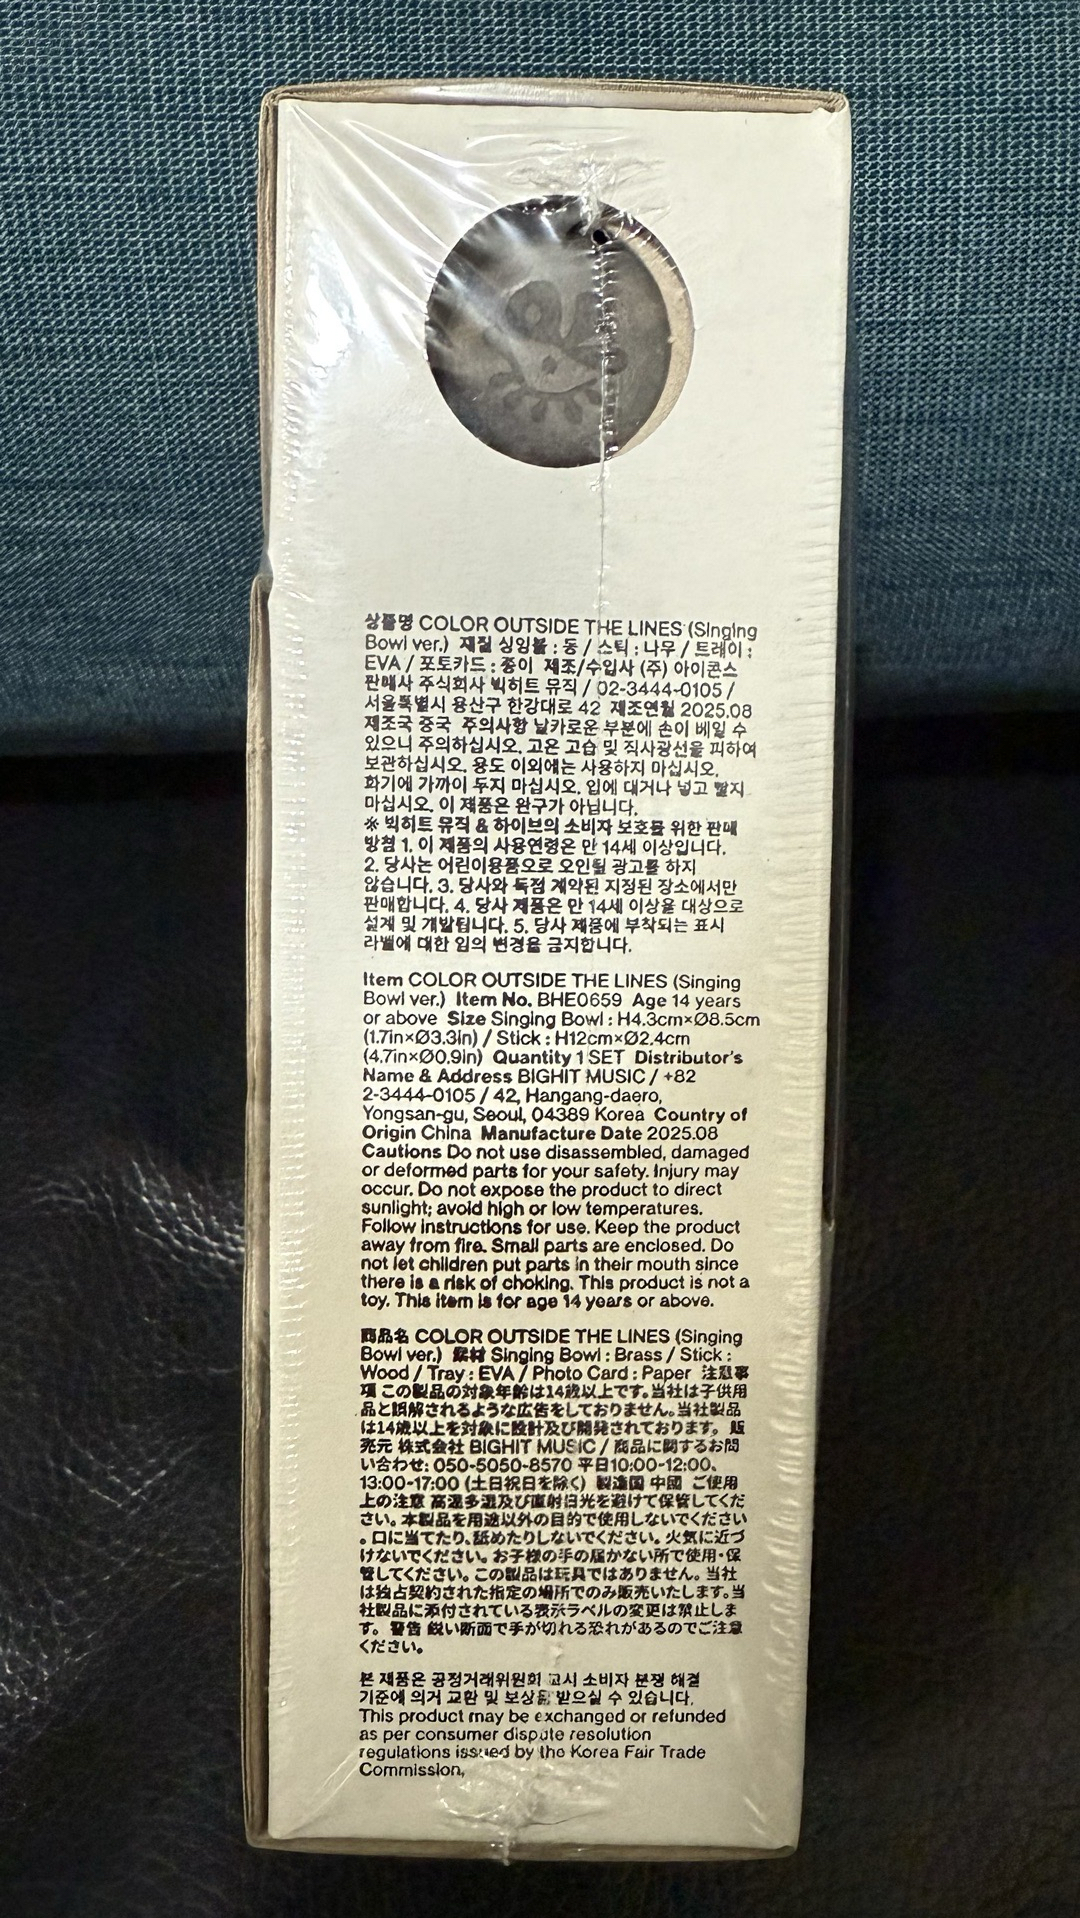 상품명 COLOR OUTSIDE THE LINES (Singing
Bowl ver.) 재질 싱잉볼 : 동 / 스틱 : 나무 / 트레이 :
EVA / 포토카드 : 종이 제조/수입사 (주) 아이콘스
판매사 주식회사 빅히트 뮤직 / 02-3444-0105 /
서울특별시 용산구 한강대로 42 제조연월 2025.08
제조국 중국 주의사항 날카로운 부분에 손이 베일 수
있으니 주의하십시오. 고온 고습 및 직사광선을 피하여
보관하십시오. 용도 이외에는 사용하지 마십시오.
화기에 가까이 두지 마십시오. 입에 대거나 넣고 빨지
마십시오. 이 제품은 완구가 아닙니다.
※ 빅히트 뮤직 & 하이브의 소비자 보호를 위한 판매
방침 1. 이 제품의 사용연령은 만 14세 이상입니다.
2. 당사는 어린이용품으로 오인될 광고를 하지
않습니다. 3. 당사와 독점 계약된 지정된 장소에서만
판매합니다. 4. 당사 제품은 만 14세 이상을 대상으로
설계 및 개발됩니다. 5. 당사 제품에 부착되는 표시
라벨에 대한 임의 변경을 금지합니다.
Item COLOR OUTSIDE THE LINES (Singing
Bowl ver.) Item No. BHE0659 Age 14 years
or above Size Singing Bowl : H4.3cm×Ø8.5cm
(1.7in×Ø3.3in) / Stick : H12cm×Ø2.4cm
(4.7in×Ø0.9in) Quantity 1 SET Distributor's
Name & Address BIGHIT MUSIC / +82
2-3444-0105 / 42, Hangang-daero,
Yongsan-gu, Seoul, 04389 Korea Country of
Origin China Manufacture Date 2025.08
Cautions Do not use disassembled, damaged
or deformed parts for your safety. Injury may
occur. Do not expose the product to direct
sunlight; avoid high or low temperatures.
Follow instructions for use. Keep the product
away from fire. Small parts are enclosed. Do
not let children put parts in their mouth since
there is a risk of choking. This product is not a
toy. This item is for age 14 years or above.
商品名 COLOR OUTSIDE THE LINES (Singing
Bowl ver.) 素材 Singing Bowl : Brass / Stick :
Wood / Tray : EVA / Photo Card : Paper 注意事
項 この製品の対象年齢は14歳以上です。当社は子供用
品と誤解されるような広告をしておりません。当社製品
は14歳以上を対象に設計及び開発されております。 販
売元 株式会社 BIGHIT MUSIC / 商品に関するお問
い合わせ: 050-5050-8570 平日10:00-12:00、
13:00-17:00 (土日祝日を除く) 製造国 中國 ご使用
上の注意 高温多湿及び直射日光を避けて保管してくだ
さい。本製品を用途以外の目的で使用しないでください
。口に当てたり、舐めたりしないでください。火気に近づ
けないでください。お子様の手の届かない所で使用・保
管してください。この製品は玩具ではありません。当社
は独占契約された指定の場所でのみ販売いたします。当
社製品に添付されている表示ラベルの変更は禁止しま
す。 警告 鋭い断面で手が切れる恐れがあるのでご注意
ください。
본 제품은 공정거래위원회 고시 소비자 분쟁 해결
기준에 의거 교환 및 보상을 받으실 수 있습니다.
This product may be exchanged or refunded
as per consumer dispute resolution
regulations issued by the Korea Fair Trade
Commission.